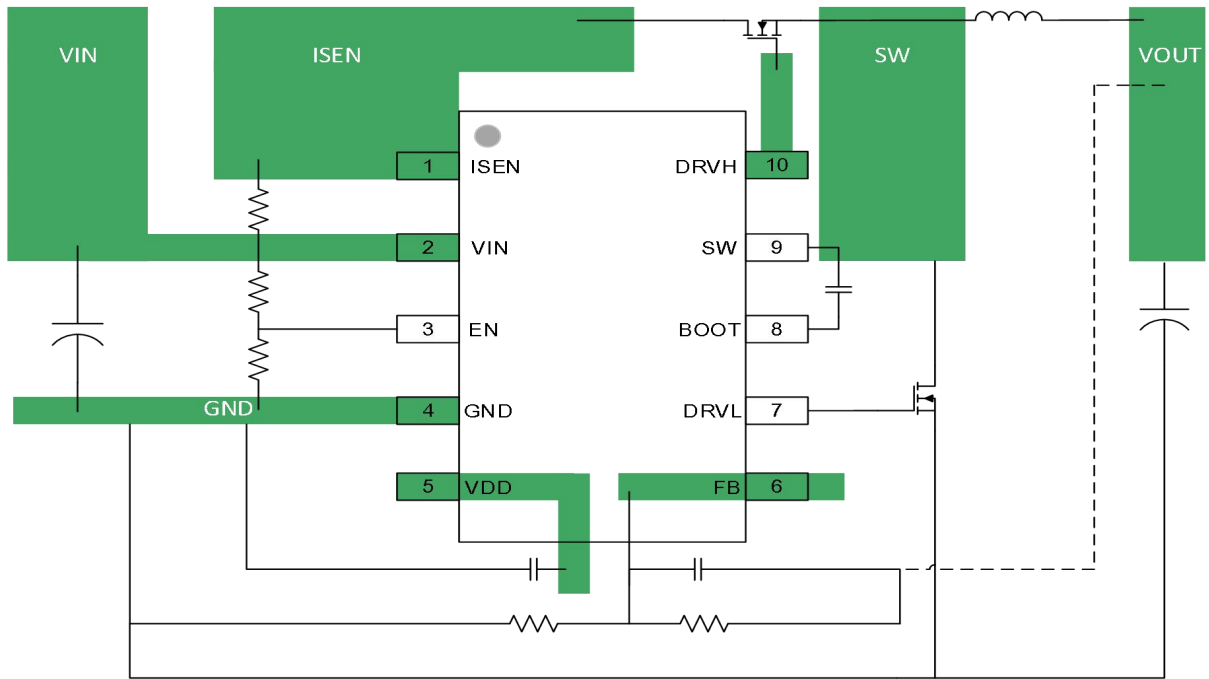 VIN ISEN SW VOUT
1 ISEN DRVH 10
2 VIN SW 9
3 EN BOOT 8
GND 4 GND DRVL 7
5 VDD FB 6